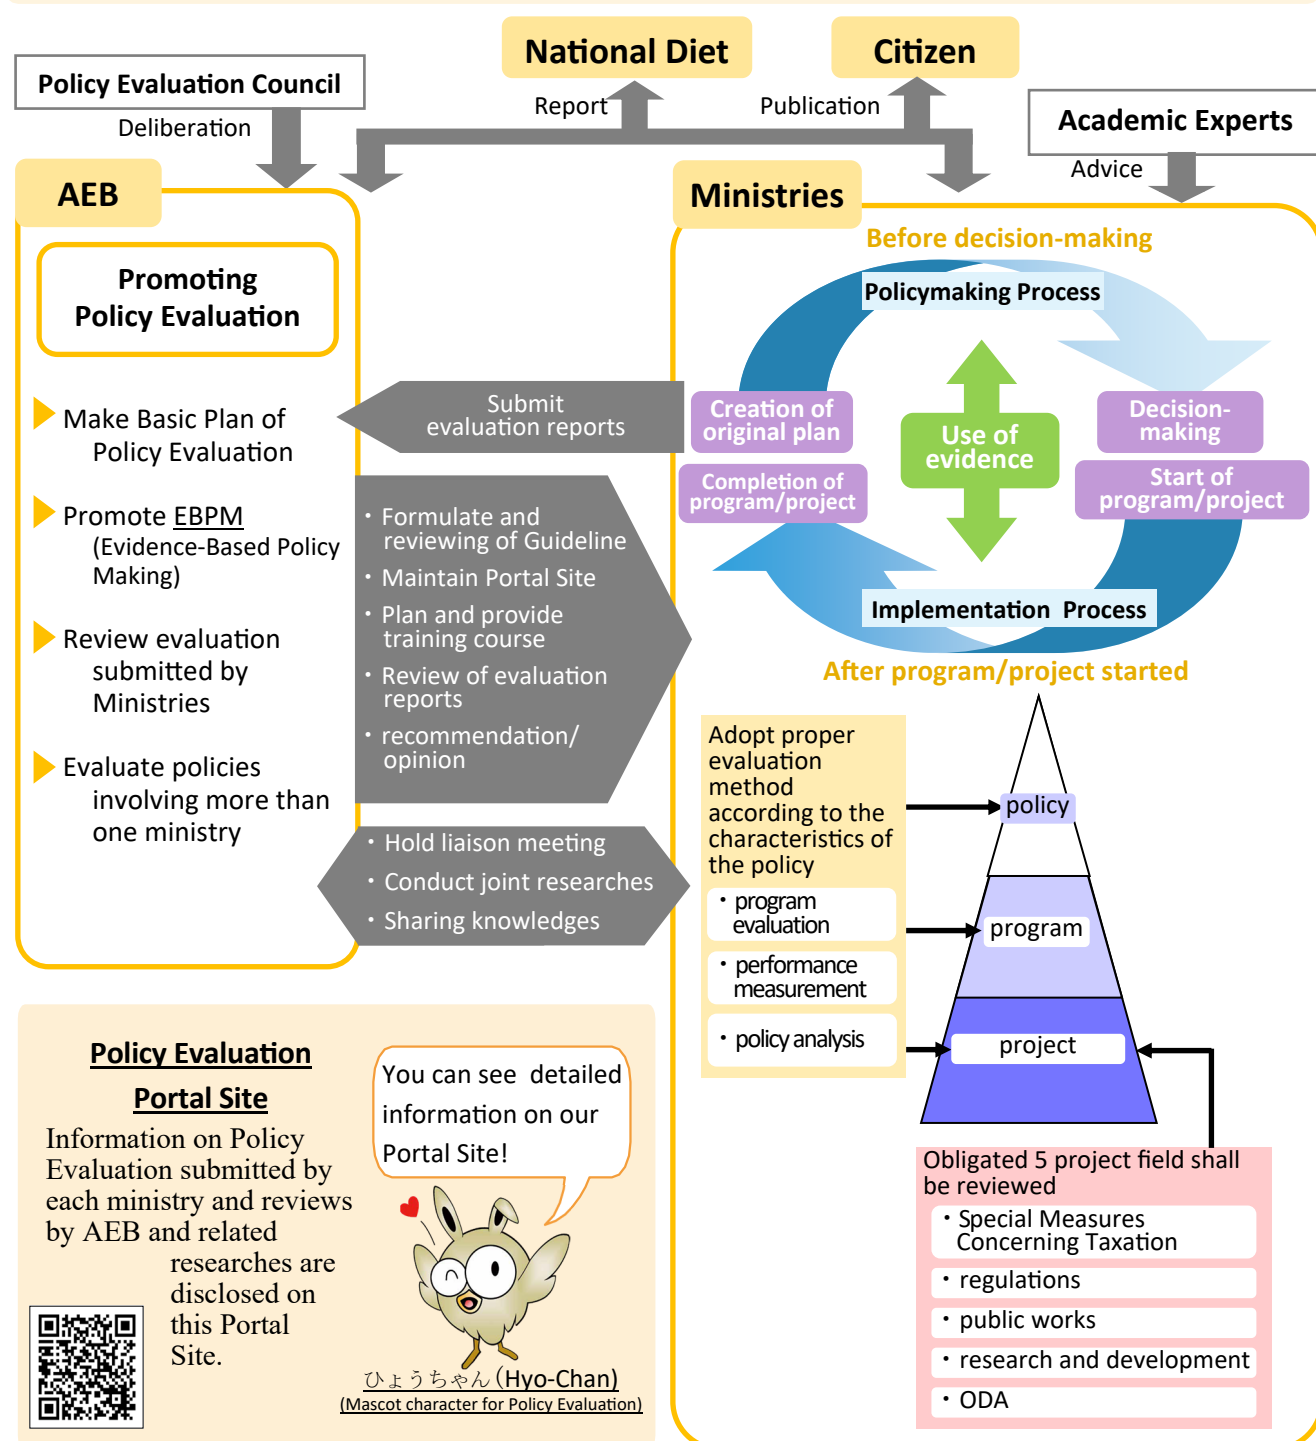 National Diet
Citizen
Policy Evaluation Council
Deliberation
Report
Publication
Academic Experts
Advice
AEB
Promoting
Policy Evaluation
Make Basic Plan of
Policy Evaluation
Promote EBPM
(Evidence-Based Policy
Making)
Review evaluation
submitted by
Ministries
Evaluate policies
involving more than
one ministry
Submit
evaluation reports
・Formulate and
reviewing of Guideline
・Maintain Portal Site
・Plan and provide
training course
・Review of evaluation
reports
・recommendation/
opinion
・Hold liaison meeting
・Conduct joint researches
・Sharing knowledges
Ministries
Before decision-making
Policymaking Process
Creation of
original plan
Decision-
making
Use of
evidence
Completion of
program/project
Start of
program/project
Implementation Process
After program/project started
Adopt proper
evaluation
method
according to the
characteristics of
the policy
・program
evaluation
・performance
measurement
・policy analysis
policy
program
project
Obligated 5 project field shall
be reviewed
・Special Measures
Concerning Taxation
・regulations
・public works
・research and development
・ODA
Policy Evaluation
Portal Site
Information on Policy
Evaluation submitted by
each ministry and reviews
by AEB and related
researches are
disclosed on
this Portal
Site.
You can see detailed
information on our
Portal Site!
ひょうちゃん(Hyo-Chan)
(Mascot character for Policy Evaluation)